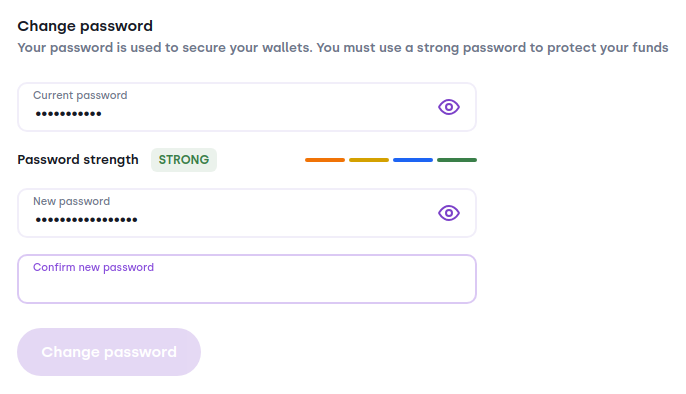 Change password
Your password is used to secure your wallets. You must use a strong password to protect your funds
Current password
•••••••••••
Password strength STRONG
New password
•••••••••••••••••
Confirm new password
Change password